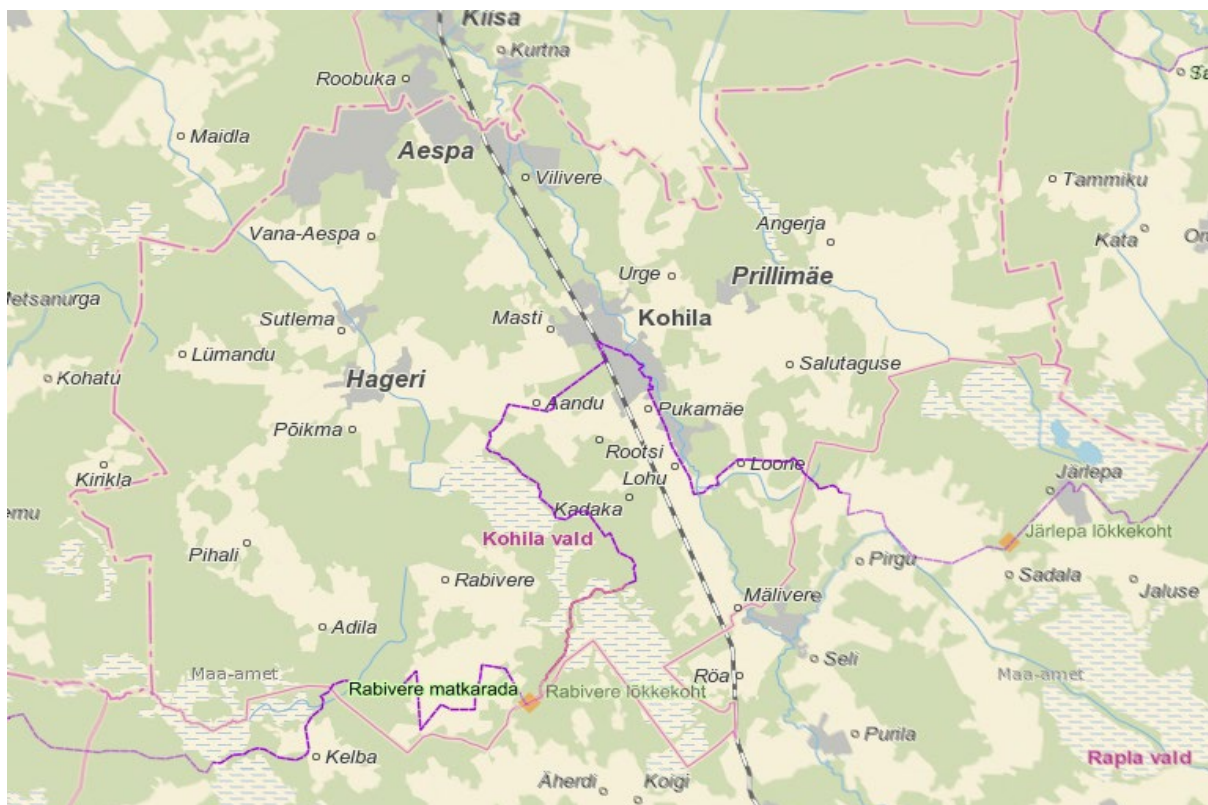 Kiisa
Kurtna
Roobuka
Maidla
Aespa
Vilivere
Tammiku
Angerja
Kata
Vana-Aespa
Urge
Prillimäe
Metsanurga
Sutlema
Masti
Kohila
Lümandu
Salutaguse
Kohatu
Hageri
Aandu
Pukamäe
Põikma
Rootsi
Kirikla
Lohu
Loone
Järlepa
Kadaka
Järlepa lõkkekoht
Kohila vald
Pihali
Pirgu
Rabivere
Sadala
Jaluse
Mälivere
Adila
Seli
Maa-amet
Röa
Maa-amet
Rabivere matkarada
Rabivere lõkkekoht
Purila
Kelba
Rapla vald
Äherdi
Koigi